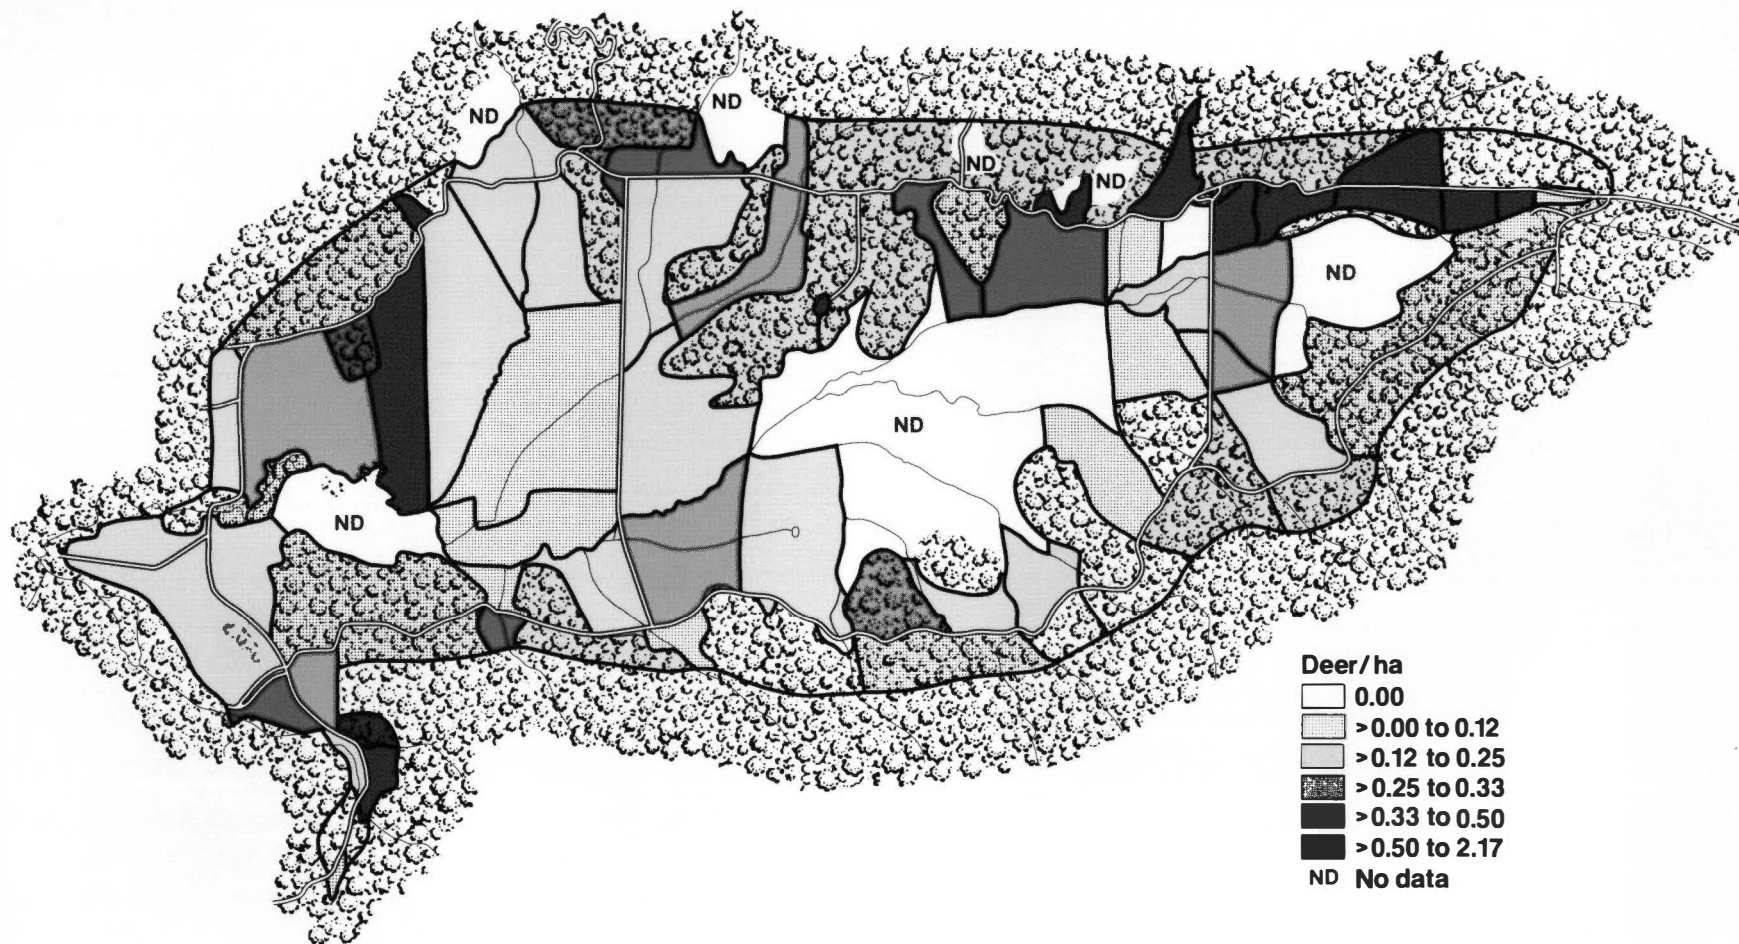 ND
ND
ND
ND
ND
ND
ND
Deer/ha
0.00
>0.00 to 0.12
>0.12 to 0.25
>0.25 to 0.33
>0.33 to 0.50
>0.50 to 2.17
ND No data